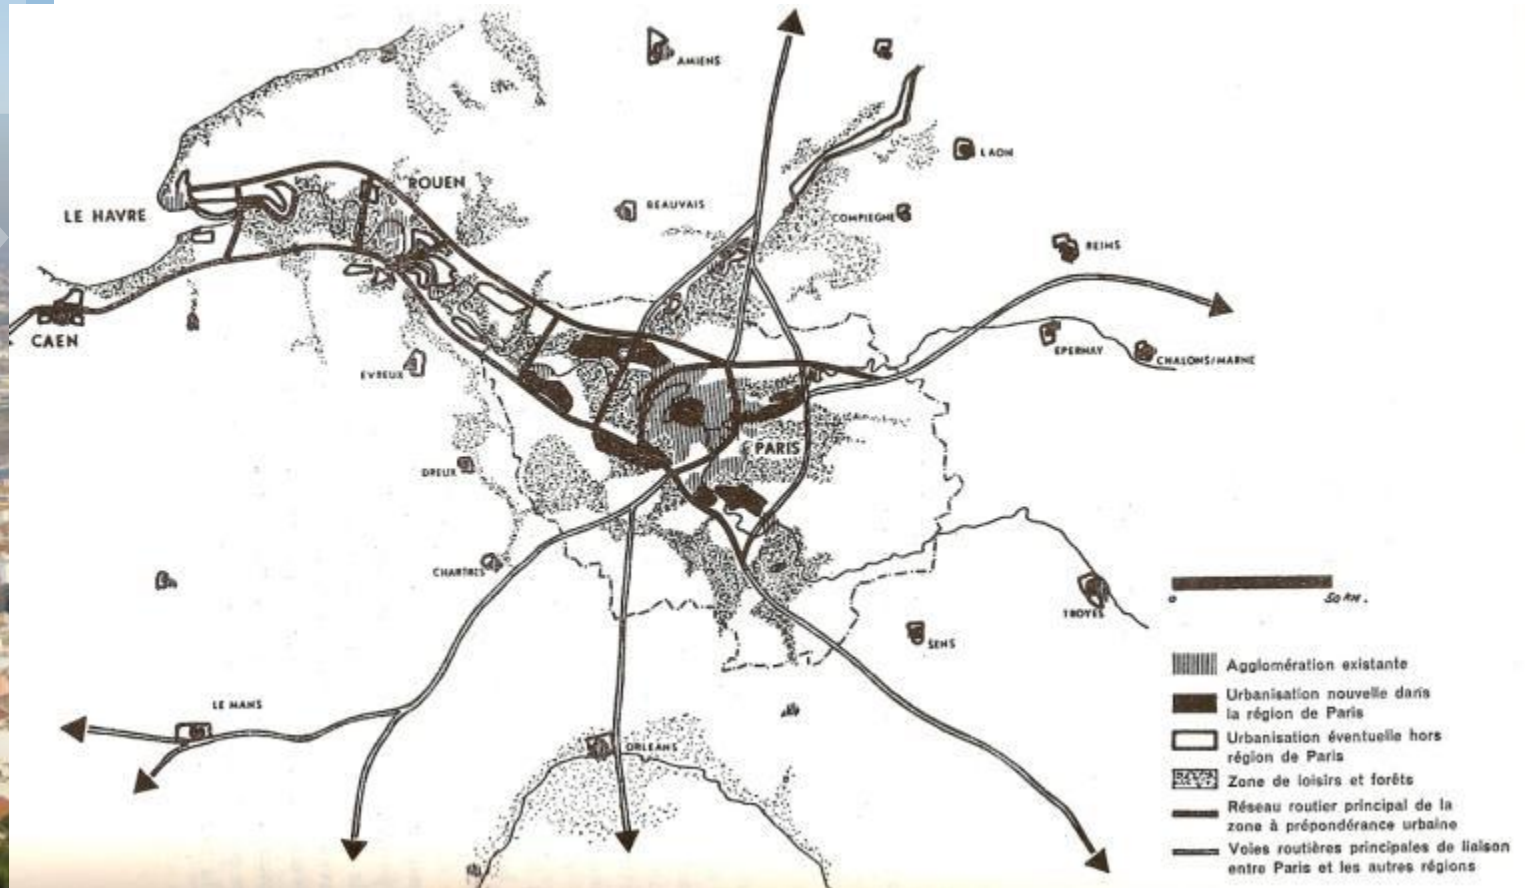 AMIENS
LAON
ROUEN
LE HAVRE
BEAUVAIS
COMPIEGNE
REIMS
CAEN
EPERNAY
CHALONS/MARNE
EVREUX
PARIS
DREUX
CHARTRES
TROYES
SENS
LE MANS
ORLEANS
0 50 KM.
Agglomération existante
Urbanisation nouvelle dans
la région de Paris
Urbanisation éventuelle hors
région de Paris
Zone de loisirs et forêts
Réseau routier principal de la
zone à prépondérance urbaine
Voies routières principales de liaison
entre Paris et les autres régions